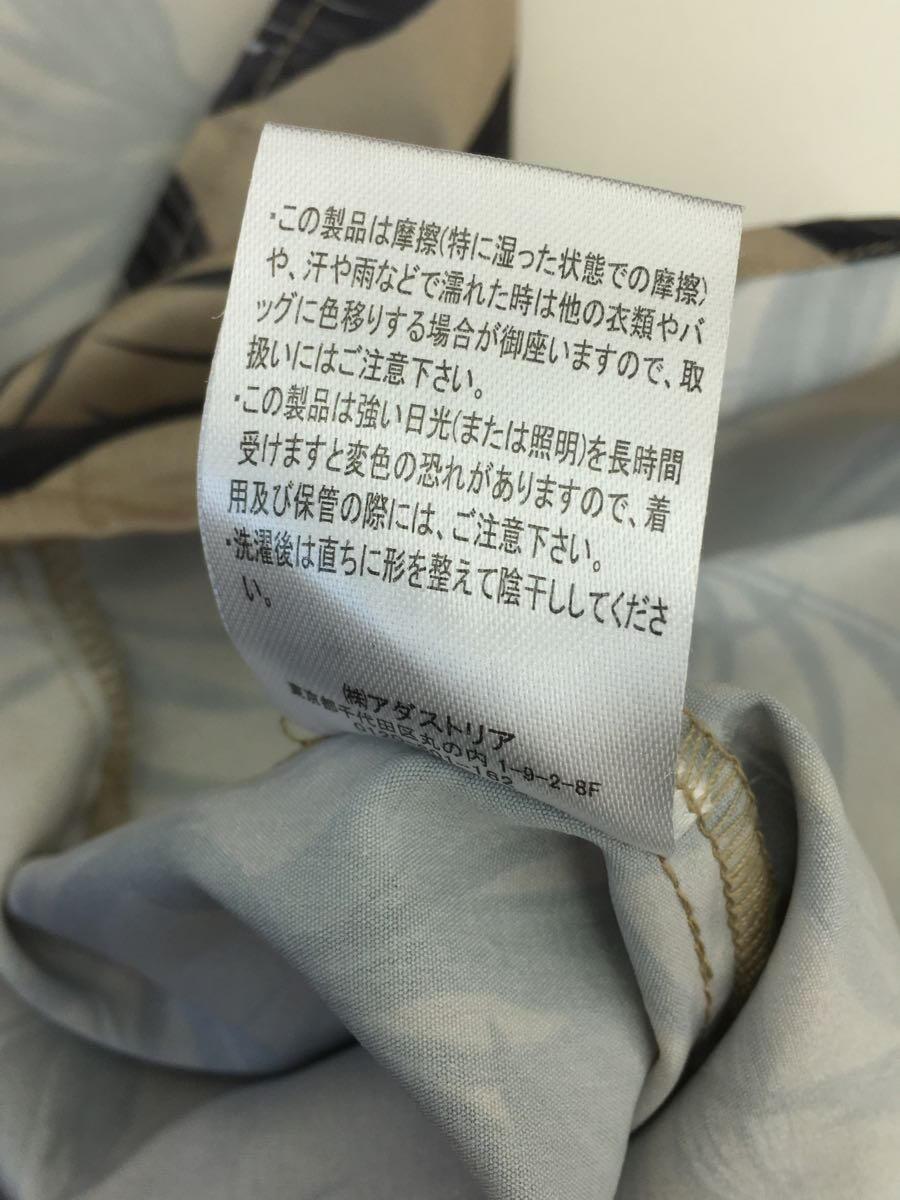 ・この製品は摩擦(特に湿った状態での摩擦)
や、汗や雨などで濡れた時は他の衣類やバ
ッグに色移りする場合が御座いますので、取
扱いにはご注意下さい。
・この製品は強い日光(または照明)を長時間
受けますと変色の恐れがありますので、着
用及び保管の際には、ご注意下さい。
・洗濯後は直ちに形を整えて陰干ししてくださ
い。
㈱アダストリア
東京都千代田区丸の内 1-9-2-8F